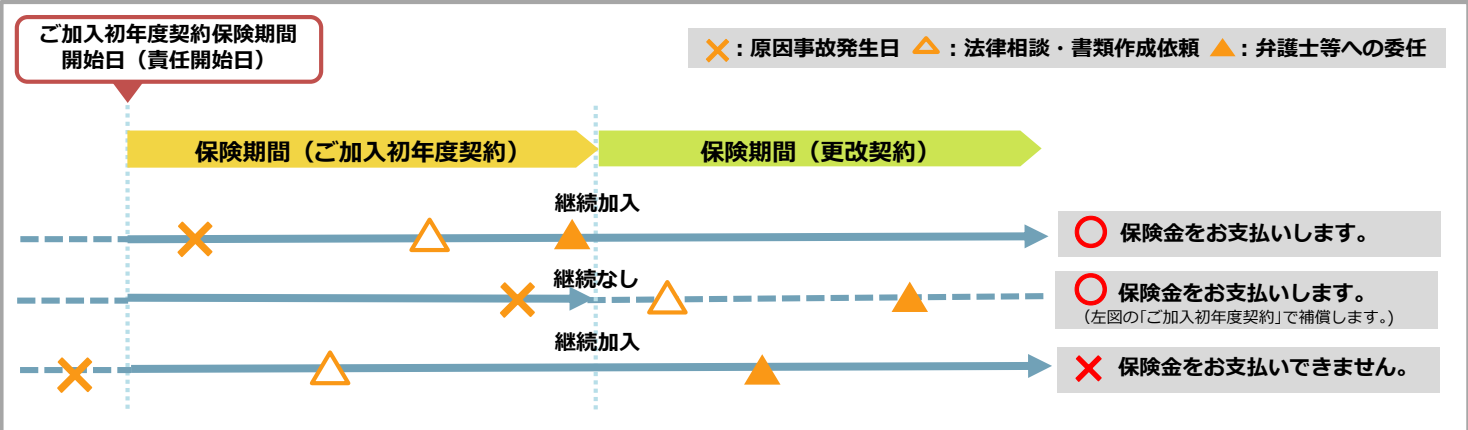 ご加入初年度契約保険期間
開始日（責任開始日）
：原因事故発生日 ：法律相談・書類作成依頼 ：弁護士等への委任
保険期間（ご加入初年度契約）
保険期間（更改契約）
継続加入
保険金をお支払いします。
継続なし
保険金をお支払いします。
（左図の｢ご加入初年度契約｣で補償します。)
継続加入
保険金をお支払いできません。